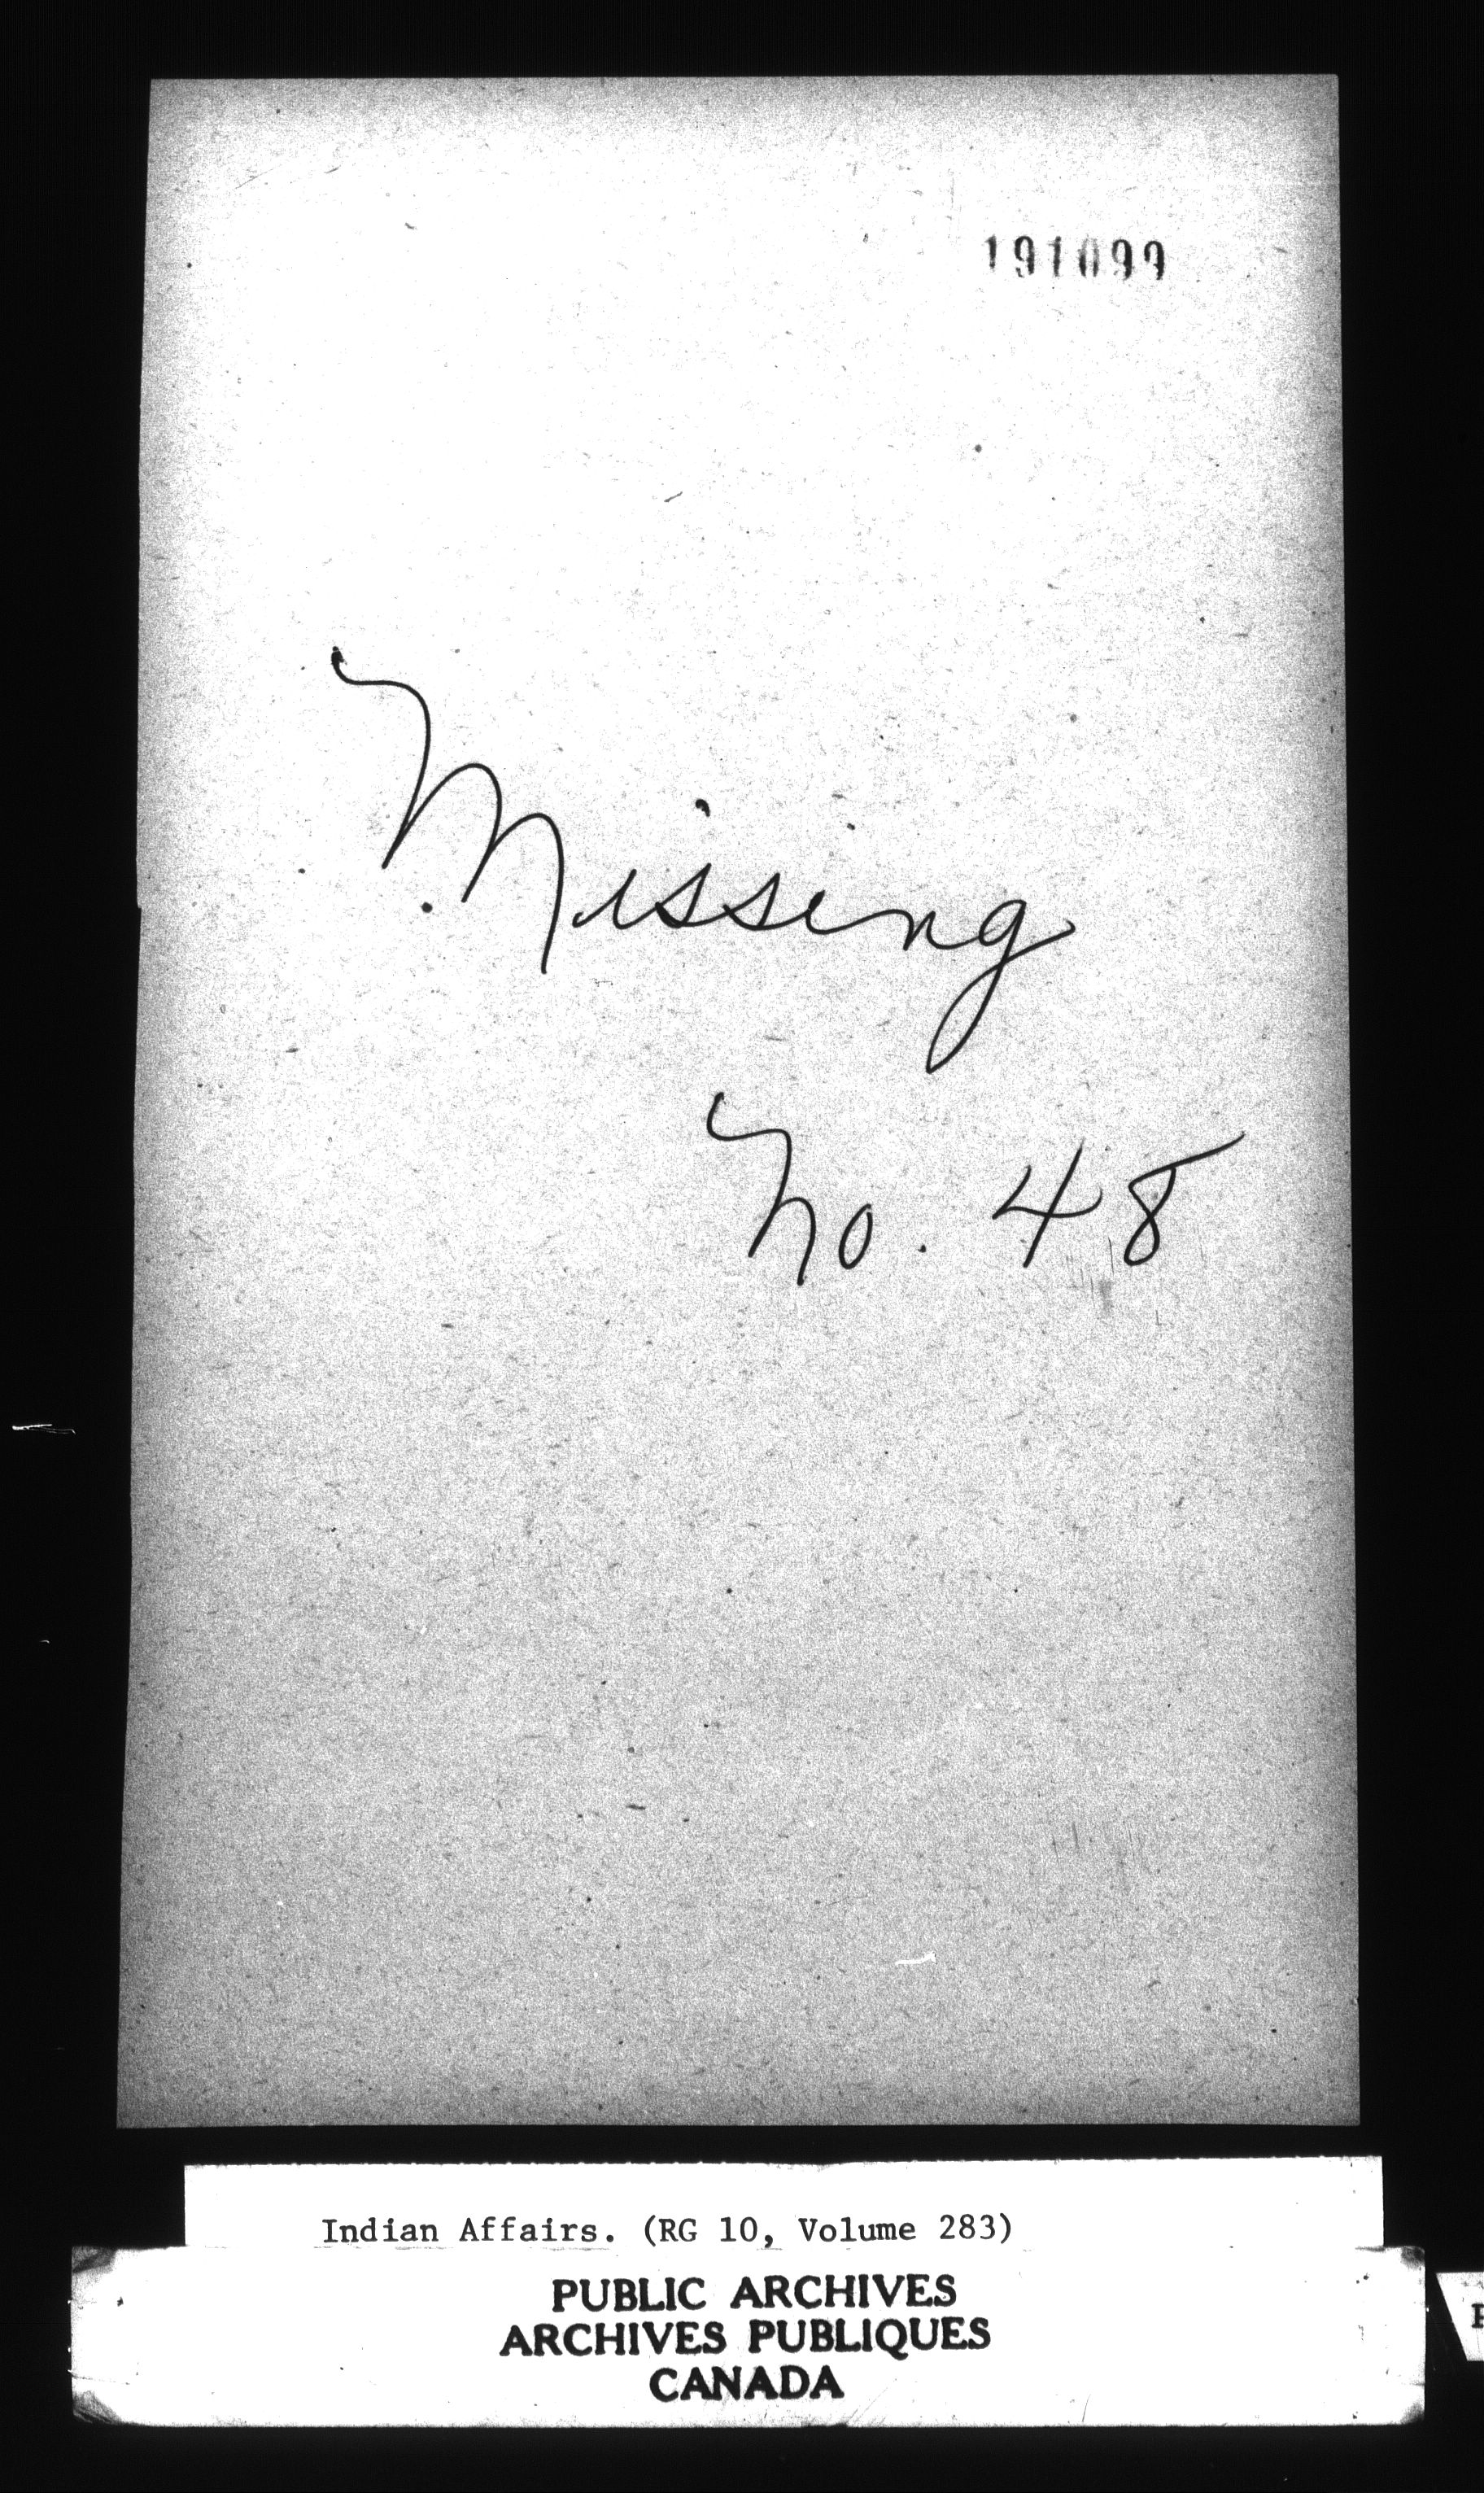 191099
Missing
No. 48
Indian Affairs. (RG 10, Volume 283)
PUBLIC ARCHIVES
ARCHIVES PUBLIQUES
CANADA